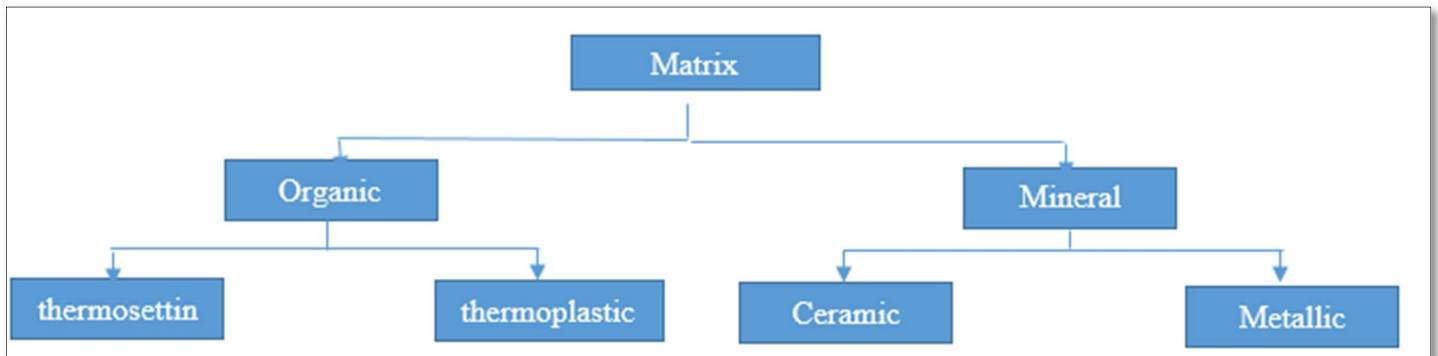 Matrix
Organic
Mineral
thermosettin
thermoplastic
Ceramic
Metallic